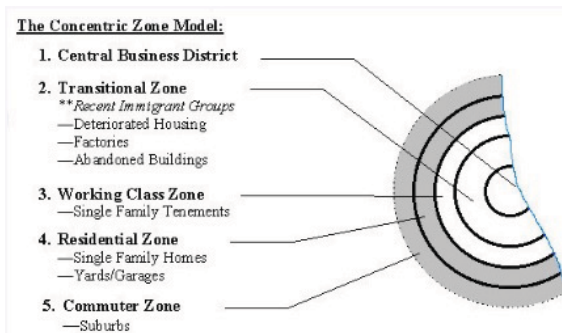 The Concentric Zone Model:
1. Central Business District
2. Transitional Zone
**Recent Immigrant Groups
—Deteriorated Housing
—Factories
—Abandoned Buildings
3. Working Class Zone
—Single Family Tenements
4. Residential Zone
—Single Family Homes
—Yards/Garages
5. Commuter Zone
—Suburbs